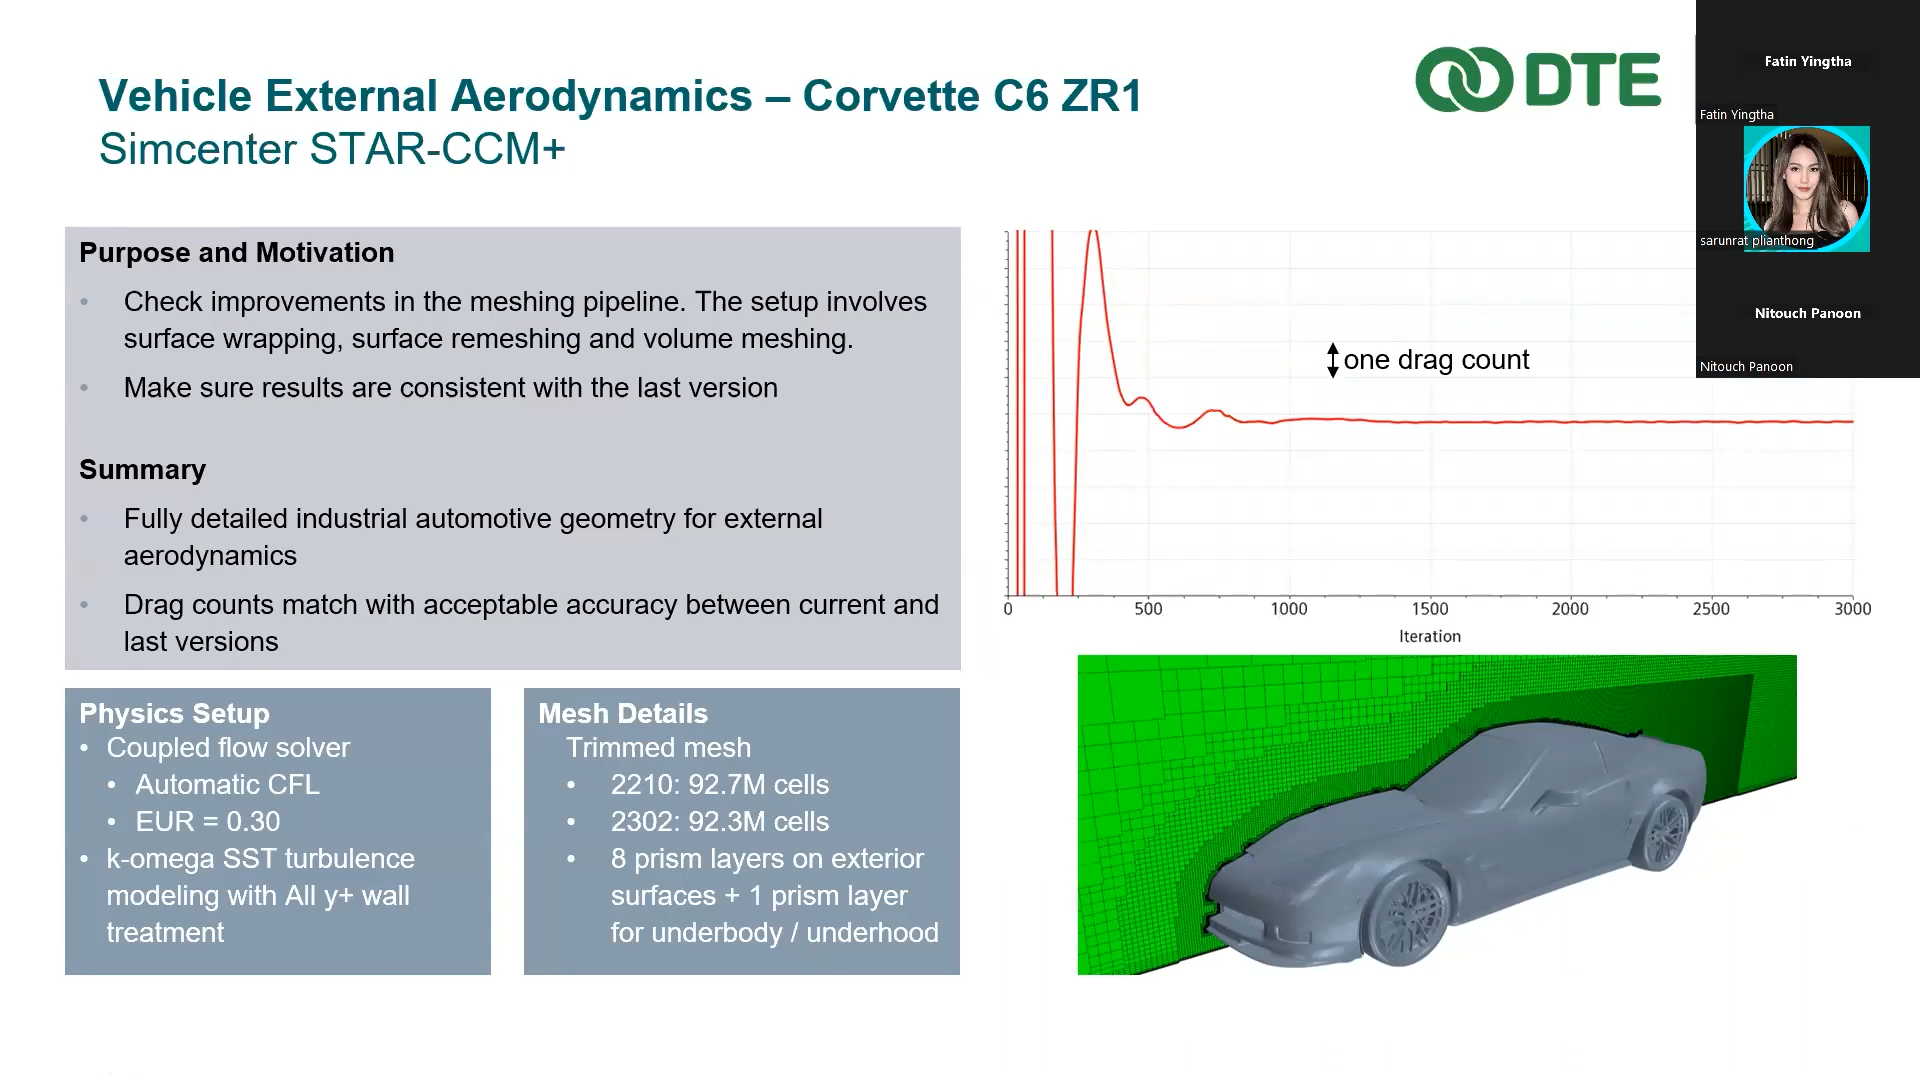 Vehicle External Aerodynamics – Corvette C6 ZR1
Simcenter STAR-CCM+
DTE
Fatin Yingtha
Fatin Yingtha
sarunrat plianthong
Nitouch Panoon
Nitouch Panoon
Purpose and Motivation
• Check improvements in the meshing pipeline. The setup involves
surface wrapping, surface remeshing and volume meshing.
• Make sure results are consistent with the last version
Summary
• Fully detailed industrial automotive geometry for external
aerodynamics
• Drag counts match with acceptable accuracy between current and
last versions
one drag count
0 500 1000 1500 2000 2500 3000
Iteration
Physics Setup
• Coupled flow solver
• Automatic CFL
• EUR = 0.30
• k-omega SST turbulence
modeling with All y+ wall
treatment
Mesh Details
Trimmed mesh
• 2210: 92.7M cells
• 2302: 92.3M cells
• 8 prism layers on exterior
surfaces + 1 prism layer
for underbody / underhood